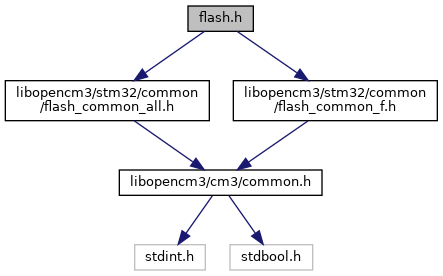 flash.h
libopencm3/stm32/common
/flash_common_all.h
libopencm3/stm32/common
/flash_common_f.h
libopencm3/cm3/common.h
stdint.h
stdbool.h